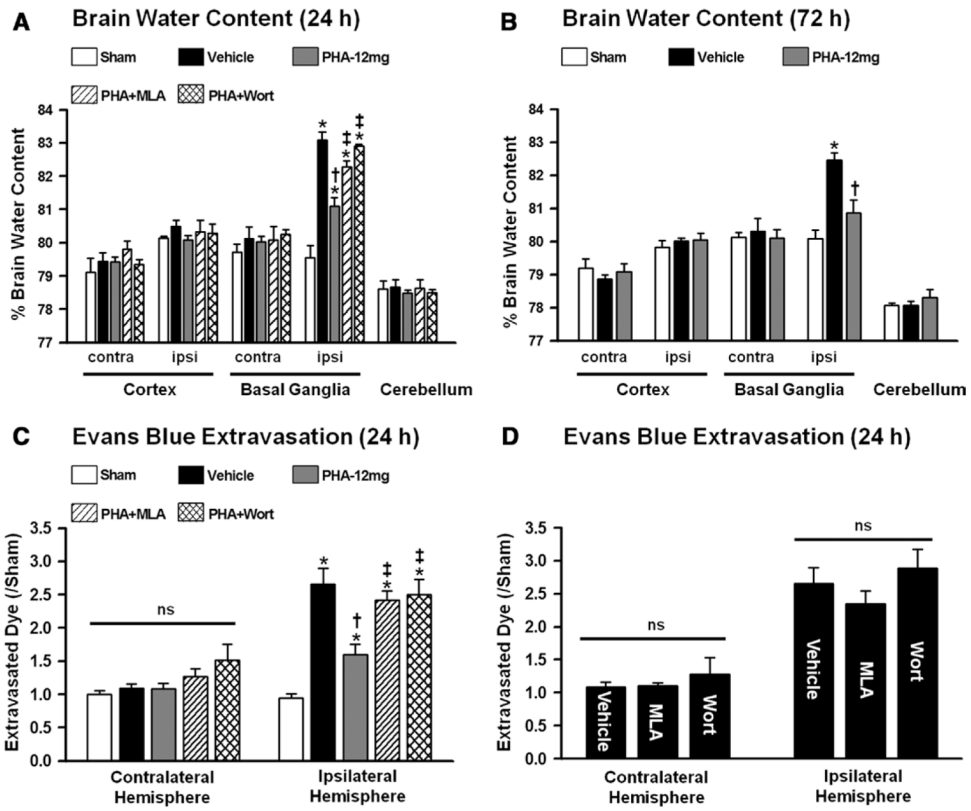 A Brain Water Content (24 h)
Sham Vehicle PHA-12mg
PHA+MLA PHA+Wort
% Brain Water Content
84
83
82
81
80
79
78
77
* † * ‡ * ‡ *
contra ipsi contra ipsi
Cortex Basal Ganglia Cerebellum
B Brain Water Content (72 h)
Sham Vehicle PHA-12mg
% Brain Water Content
84
83
82
81
80
79
78
77
* †
contra ipsi contra ipsi
Cortex Basal Ganglia Cerebellum
C Evans Blue Extravasation (24 h)
Sham Vehicle PHA-12mg
PHA+MLA PHA+Wort
Extravasated Dye (/Sham)
3.5
3.0
2.5
2.0
1.5
1.0
0.5
0.0
ns
* † * ‡ * ‡ *
Contralateral Ipsilateral
Hemisphere Hemisphere
D Evans Blue Extravasation (24 h)
Extravasated Dye (/Sham)
3.5
3.0
2.5
2.0
1.5
1.0
0.5
0.0
ns ns
Vehicle MLA Wort Vehicle MLA Wort
Contralateral Ipsilateral
Hemisphere Hemisphere